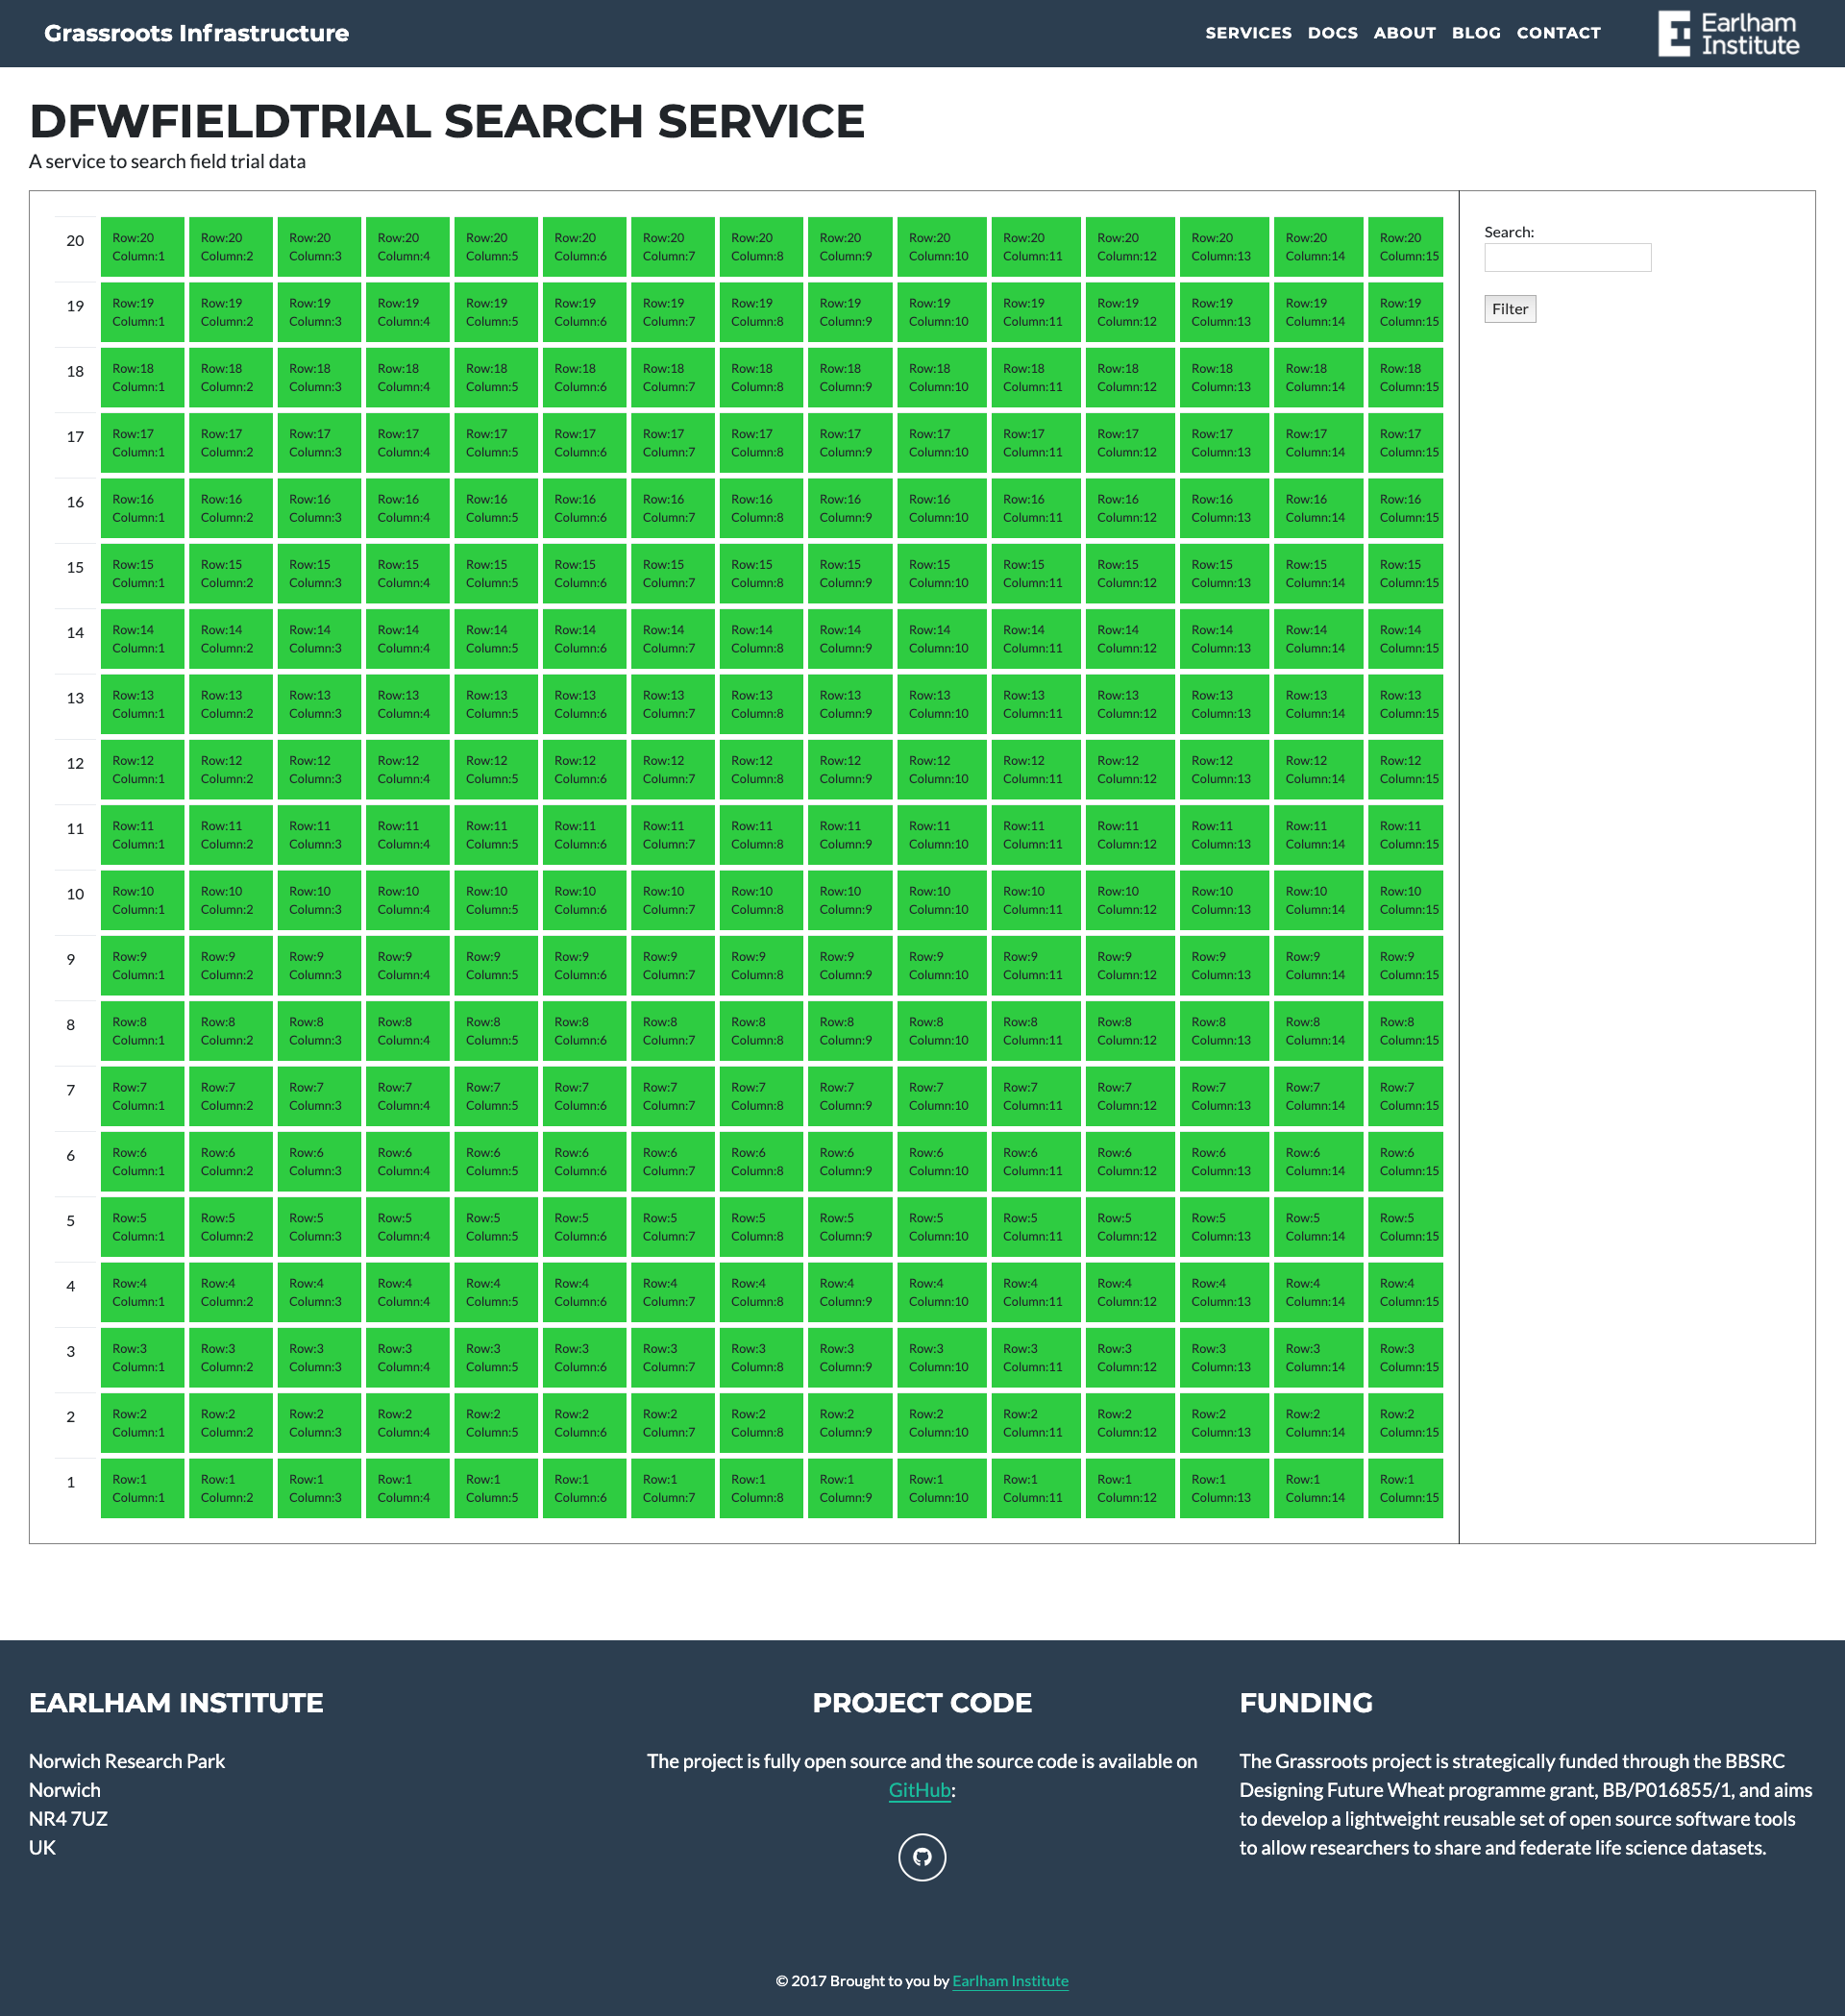 Grassroots Infrastructure
SERVICES DOCS ABOUT BLOG CONTACT
Earlham
Institute
DFWFIELDTRIAL SEARCH SERVICE
A service to search field trial data
20 Row:20 Row:20 Row:20 Row:20 Row:20 Row:20 Row:20 Row:20 Row:20 Row:20 Row:20 Row:20 Row:20 Row:20 Row:20
Column:1 Column:2 Column:3 Column:4 Column:5 Column:6 Column:7 Column:8 Column:9 Column:10 Column:11 Column:12 Column:13 Column:14 Column:15
19 Row:19 Row:19 Row:19 Row:19 Row:19 Row:19 Row:19 Row:19 Row:19 Row:19 Row:19 Row:19 Row:19 Row:19 Row:19
Column:1 Column:2 Column:3 Column:4 Column:5 Column:6 Column:7 Column:8 Column:9 Column:10 Column:11 Column:12 Column:13 Column:14 Column:15
18 Row:18 Row:18 Row:18 Row:18 Row:18 Row:18 Row:18 Row:18 Row:18 Row:18 Row:18 Row:18 Row:18 Row:18 Row:18
Column:1 Column:2 Column:3 Column:4 Column:5 Column:6 Column:7 Column:8 Column:9 Column:10 Column:11 Column:12 Column:13 Column:14 Column:15
17 Row:17 Row:17 Row:17 Row:17 Row:17 Row:17 Row:17 Row:17 Row:17 Row:17 Row:17 Row:17 Row:17 Row:17 Row:17
Column:1 Column:2 Column:3 Column:4 Column:5 Column:6 Column:7 Column:8 Column:9 Column:10 Column:11 Column:12 Column:13 Column:14 Column:15
16 Row:16 Row:16 Row:16 Row:16 Row:16 Row:16 Row:16 Row:16 Row:16 Row:16 Row:16 Row:16 Row:16 Row:16 Row:16
Column:1 Column:2 Column:3 Column:4 Column:5 Column:6 Column:7 Column:8 Column:9 Column:10 Column:11 Column:12 Column:13 Column:14 Column:15
15 Row:15 Row:15 Row:15 Row:15 Row:15 Row:15 Row:15 Row:15 Row:15 Row:15 Row:15 Row:15 Row:15 Row:15 Row:15
Column:1 Column:2 Column:3 Column:4 Column:5 Column:6 Column:7 Column:8 Column:9 Column:10 Column:11 Column:12 Column:13 Column:14 Column:15
14 Row:14 Row:14 Row:14 Row:14 Row:14 Row:14 Row:14 Row:14 Row:14 Row:14 Row:14 Row:14 Row:14 Row:14 Row:14
Column:1 Column:2 Column:3 Column:4 Column:5 Column:6 Column:7 Column:8 Column:9 Column:10 Column:11 Column:12 Column:13 Column:14 Column:15
13 Row:13 Row:13 Row:13 Row:13 Row:13 Row:13 Row:13 Row:13 Row:13 Row:13 Row:13 Row:13 Row:13 Row:13 Row:13
Column:1 Column:2 Column:3 Column:4 Column:5 Column:6 Column:7 Column:8 Column:9 Column:10 Column:11 Column:12 Column:13 Column:14 Column:15
12 Row:12 Row:12 Row:12 Row:12 Row:12 Row:12 Row:12 Row:12 Row:12 Row:12 Row:12 Row:12 Row:12 Row:12 Row:12
Column:1 Column:2 Column:3 Column:4 Column:5 Column:6 Column:7 Column:8 Column:9 Column:10 Column:11 Column:12 Column:13 Column:14 Column:15
11 Row:11 Row:11 Row:11 Row:11 Row:11 Row:11 Row:11 Row:11 Row:11 Row:11 Row:11 Row:11 Row:11 Row:11 Row:11
Column:1 Column:2 Column:3 Column:4 Column:5 Column:6 Column:7 Column:8 Column:9 Column:10 Column:11 Column:12 Column:13 Column:14 Column:15
10 Row:10 Row:10 Row:10 Row:10 Row:10 Row:10 Row:10 Row:10 Row:10 Row:10 Row:10 Row:10 Row:10 Row:10 Row:10
Column:1 Column:2 Column:3 Column:4 Column:5 Column:6 Column:7 Column:8 Column:9 Column:10 Column:11 Column:12 Column:13 Column:14 Column:15
9 Row:9 Row:9 Row:9 Row:9 Row:9 Row:9 Row:9 Row:9 Row:9 Row:9 Row:9 Row:9 Row:9 Row:9 Row:9
Column:1 Column:2 Column:3 Column:4 Column:5 Column:6 Column:7 Column:8 Column:9 Column:10 Column:11 Column:12 Column:13 Column:14 Column:15
8 Row:8 Row:8 Row:8 Row:8 Row:8 Row:8 Row:8 Row:8 Row:8 Row:8 Row:8 Row:8 Row:8 Row:8 Row:8
Column:1 Column:2 Column:3 Column:4 Column:5 Column:6 Column:7 Column:8 Column:9 Column:10 Column:11 Column:12 Column:13 Column:14 Column:15
7 Row:7 Row:7 Row:7 Row:7 Row:7 Row:7 Row:7 Row:7 Row:7 Row:7 Row:7 Row:7 Row:7 Row:7 Row:7
Column:1 Column:2 Column:3 Column:4 Column:5 Column:6 Column:7 Column:8 Column:9 Column:10 Column:11 Column:12 Column:13 Column:14 Column:15
6 Row:6 Row:6 Row:6 Row:6 Row:6 Row:6 Row:6 Row:6 Row:6 Row:6 Row:6 Row:6 Row:6 Row:6 Row:6
Column:1 Column:2 Column:3 Column:4 Column:5 Column:6 Column:7 Column:8 Column:9 Column:10 Column:11 Column:12 Column:13 Column:14 Column:15
5 Row:5 Row:5 Row:5 Row:5 Row:5 Row:5 Row:5 Row:5 Row:5 Row:5 Row:5 Row:5 Row:5 Row:5 Row:5
Column:1 Column:2 Column:3 Column:4 Column:5 Column:6 Column:7 Column:8 Column:9 Column:10 Column:11 Column:12 Column:13 Column:14 Column:15
4 Row:4 Row:4 Row:4 Row:4 Row:4 Row:4 Row:4 Row:4 Row:4 Row:4 Row:4 Row:4 Row:4 Row:4 Row:4
Column:1 Column:2 Column:3 Column:4 Column:5 Column:6 Column:7 Column:8 Column:9 Column:10 Column:11 Column:12 Column:13 Column:14 Column:15
3 Row:3 Row:3 Row:3 Row:3 Row:3 Row:3 Row:3 Row:3 Row:3 Row:3 Row:3 Row:3 Row:3 Row:3 Row:3
Column:1 Column:2 Column:3 Column:4 Column:5 Column:6 Column:7 Column:8 Column:9 Column:10 Column:11 Column:12 Column:13 Column:14 Column:15
2 Row:2 Row:2 Row:2 Row:2 Row:2 Row:2 Row:2 Row:2 Row:2 Row:2 Row:2 Row:2 Row:2 Row:2 Row:2
Column:1 Column:2 Column:3 Column:4 Column:5 Column:6 Column:7 Column:8 Column:9 Column:10 Column:11 Column:12 Column:13 Column:14 Column:15
1 Row:1 Row:1 Row:1 Row:1 Row:1 Row:1 Row:1 Row:1 Row:1 Row:1 Row:1 Row:1 Row:1 Row:1 Row:1
Column:1 Column:2 Column:3 Column:4 Column:5 Column:6 Column:7 Column:8 Column:9 Column:10 Column:11 Column:12 Column:13 Column:14 Column:15
Search:
Filter
EARLHAM INSTITUTE
Norwich Research Park
Norwich
NR4 7UZ
UK
PROJECT CODE
The project is fully open source and the source code is available on
GitHub:
FUNDING
The Grassroots project is strategically funded through the BBSRC
Designing Future Wheat programme grant, BB/P016855/1, and aims
to develop a lightweight reusable set of open source software tools
to allow researchers to share and federate life science datasets.
© 2017 Brought to you by Earlham Institute